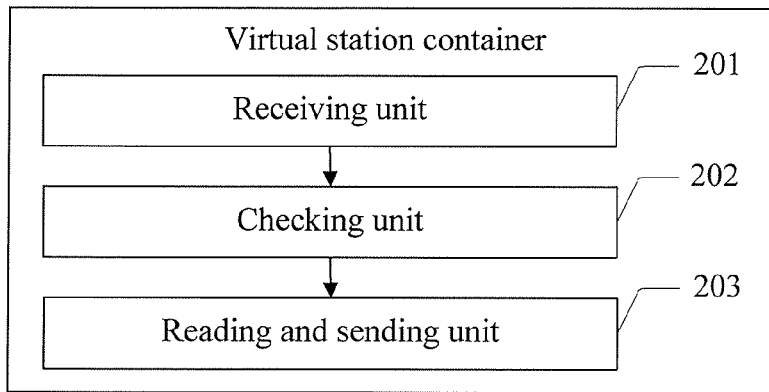 Virtual station container
201
Receiving unit
202
Checking unit
203
Reading and sending unit